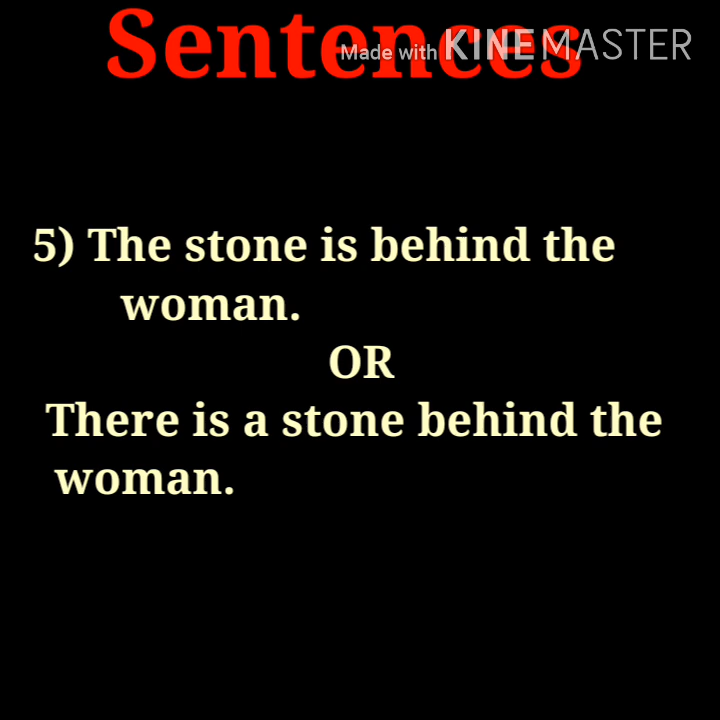 Sentences
Made with KINEMASTER
5) The stone is behind the
woman.
OR
There is a stone behind the
woman.